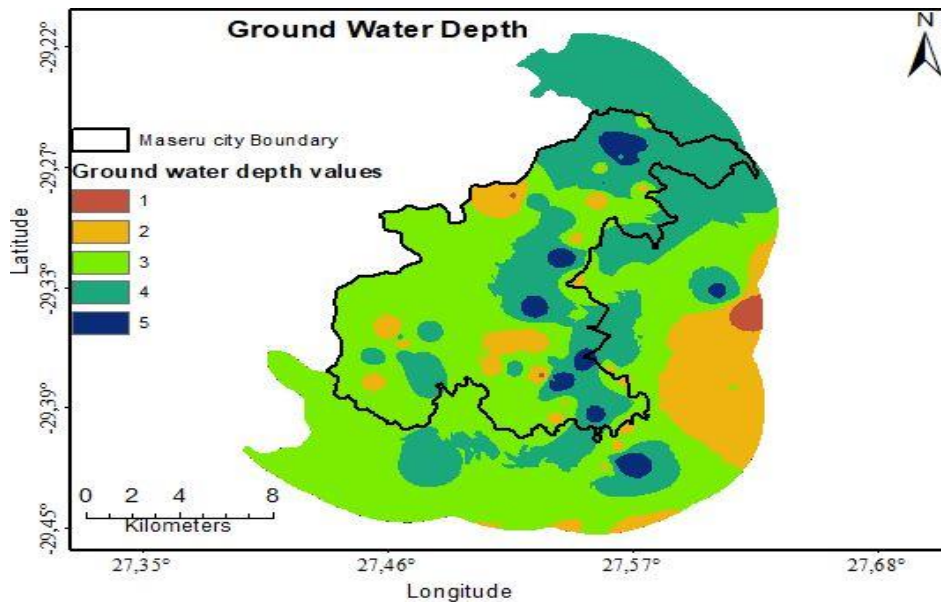 Ground Water Depth
N
Maseru city Boundary
Ground water depth values
1
2
3
4
5
0 2 4 8
Kilometers
Latitude
-29,22°
-29,27°
-29,33°
-29,39°
-29,45°
27,35° 27,46° 27,57° 27,68°
Longitude